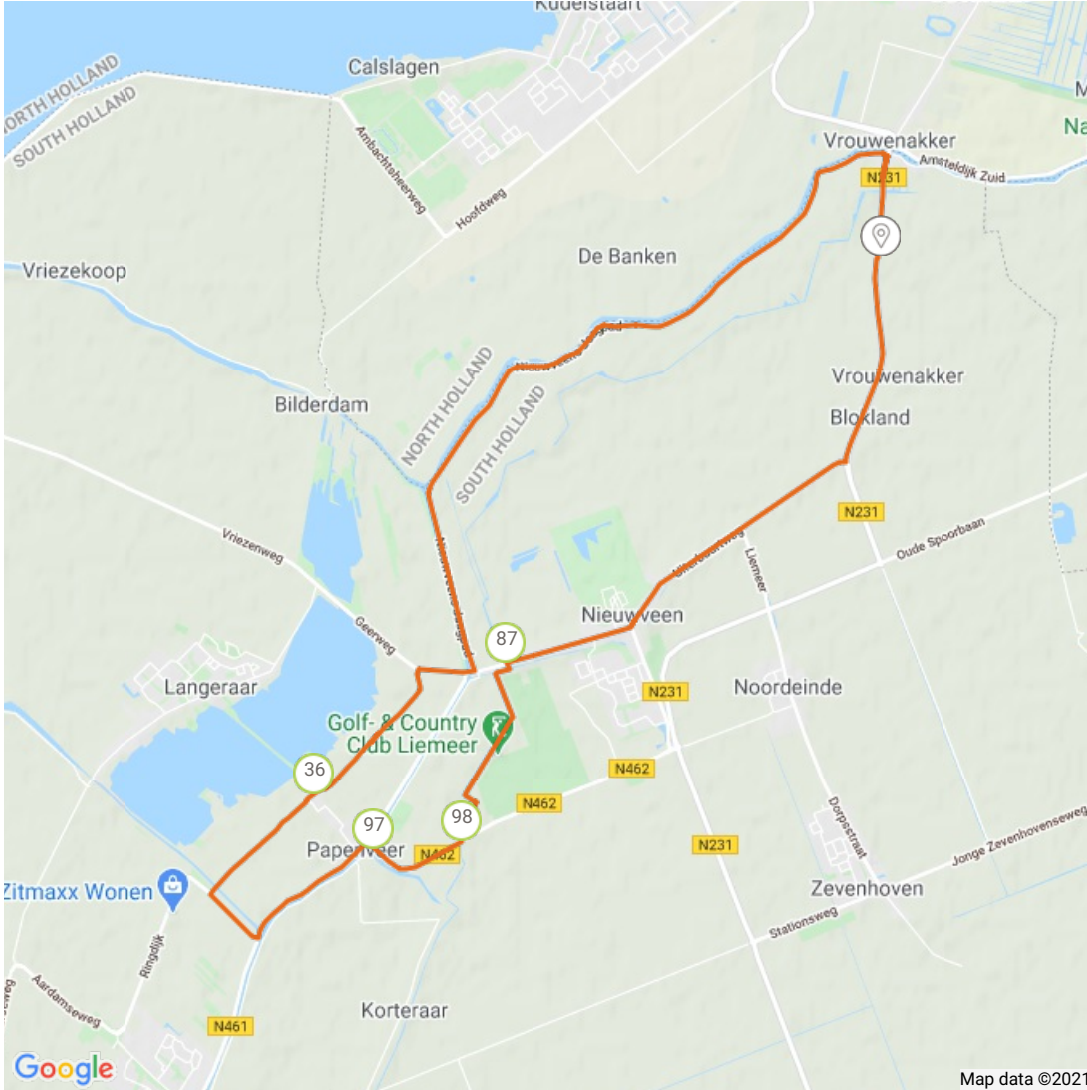 Kudelstaart
Calslagen
NORTH HOLLAND
SOUTH HOLLAND
Ambachtsheerweg
Hoofdweg
Vrouwenakker
Amsteldijk Zuid
N231
De Banken
Vriezekoop
NORTH HOLLAND
SOUTH HOLLAND
Vrouwenakker
Blokland
Bilderdam
N231
Oude Spoorbaan
Vriezenweg
Uiterbuurtweg
Liemeer
Nieuwveen
Geerweg
87
Langeraar
N231
Noordeinde
Golf- & Country
Club Liemeer
36
N462
N462
98
97
Papenveer
N462
N231
Dorpsstraat
Jonge Zevenhovenseweg
Zitmaxx Wonen
Zevenhoven
Stationsweg
Ringdijk
Aardamseweg
Korteraar
N461
Google
Map data ©2021